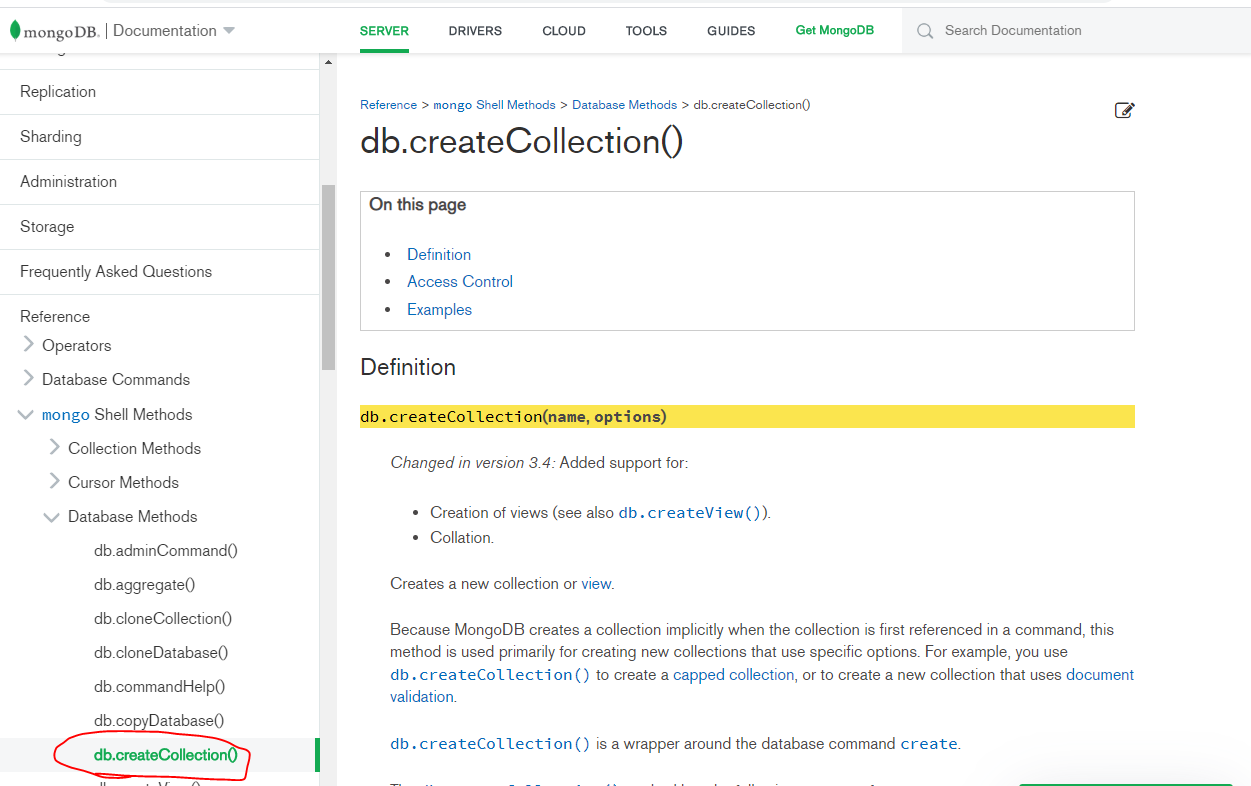 mongoDB. | Documentation
SERVER
DRIVERS
CLOUD
TOOLS
GUIDES
Get MongoDB
Search Documentation
Replication
Sharding
Administration
Storage
Frequently Asked Questions
Reference
Operators
Database Commands
mongo Shell Methods
Collection Methods
Cursor Methods
Database Methods
db.adminCommand()
db.aggregate()
db.cloneCollection()
db.cloneDatabase()
db.commandHelp()
db.copyDatabase()
db.createCollection()
Reference > mongo Shell Methods > Database Methods > db.createCollection()
db.createCollection()
On this page
• Definition
• Access Control
• Examples
Definition
db.createCollection(name, options)
Changed in version 3.4: Added support for:
• Creation of views (see also db.createView()).
• Collation.
Creates a new collection or view.
Because MongoDB creates a collection implicitly when the collection is first referenced in a command, this
method is used primarily for creating new collections that use specific options. For example, you use
db.createCollection() to create a capped collection, or to create a new collection that uses document
validation.
db.createCollection() is a wrapper around the database command create.